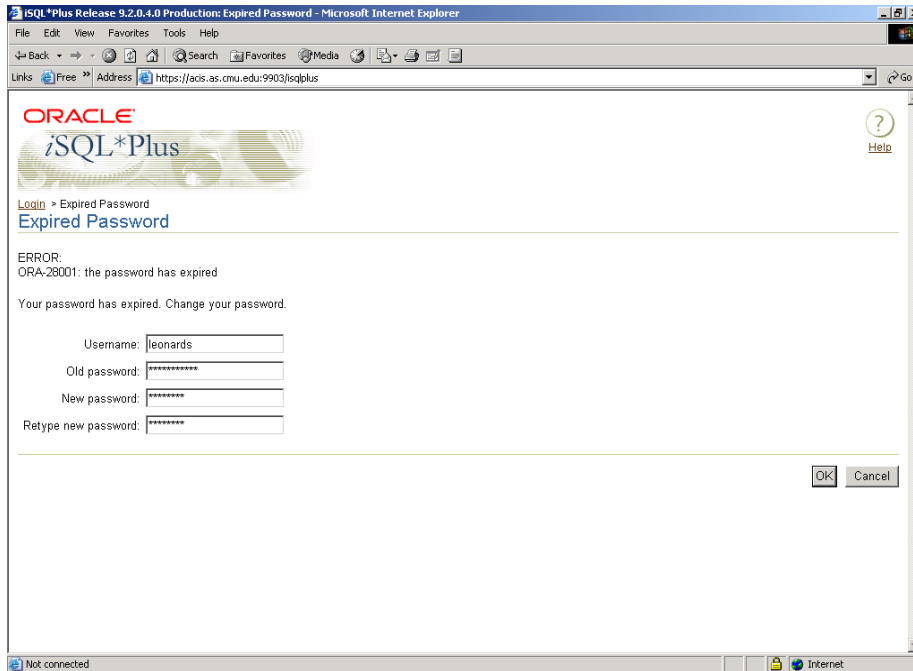 iSQL*Plus Release 9.2.0.4.0 Production: Expired Password - Microsoft Internet Explorer
File Edit View Favorites Tools Help
Back Search Favorites Media
Links Free » Address https://acis.as.cmu.edu:9903/isqlplus Go
ORACLE
iSQL*Plus
? 
Help
Login > Expired Password
Expired Password
ERROR:
ORA-28001: the password has expired
Your password has expired. Change your password.
Username: leonards
Old password: ***********
New password: ********
Retype new password: ********
OK Cancel
Not connected Internet